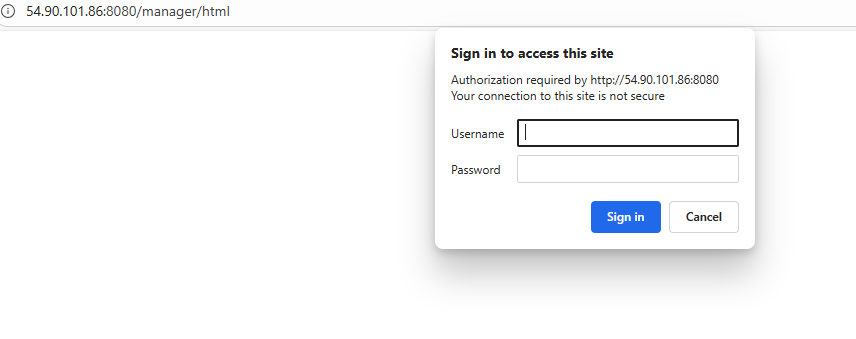 54.90.101.86:8080/manager/html
Sign in to access this site
Authorization required by http://54.90.101.86:8080
Your connection to this site is not secure
Username
Password
Sign in Cancel